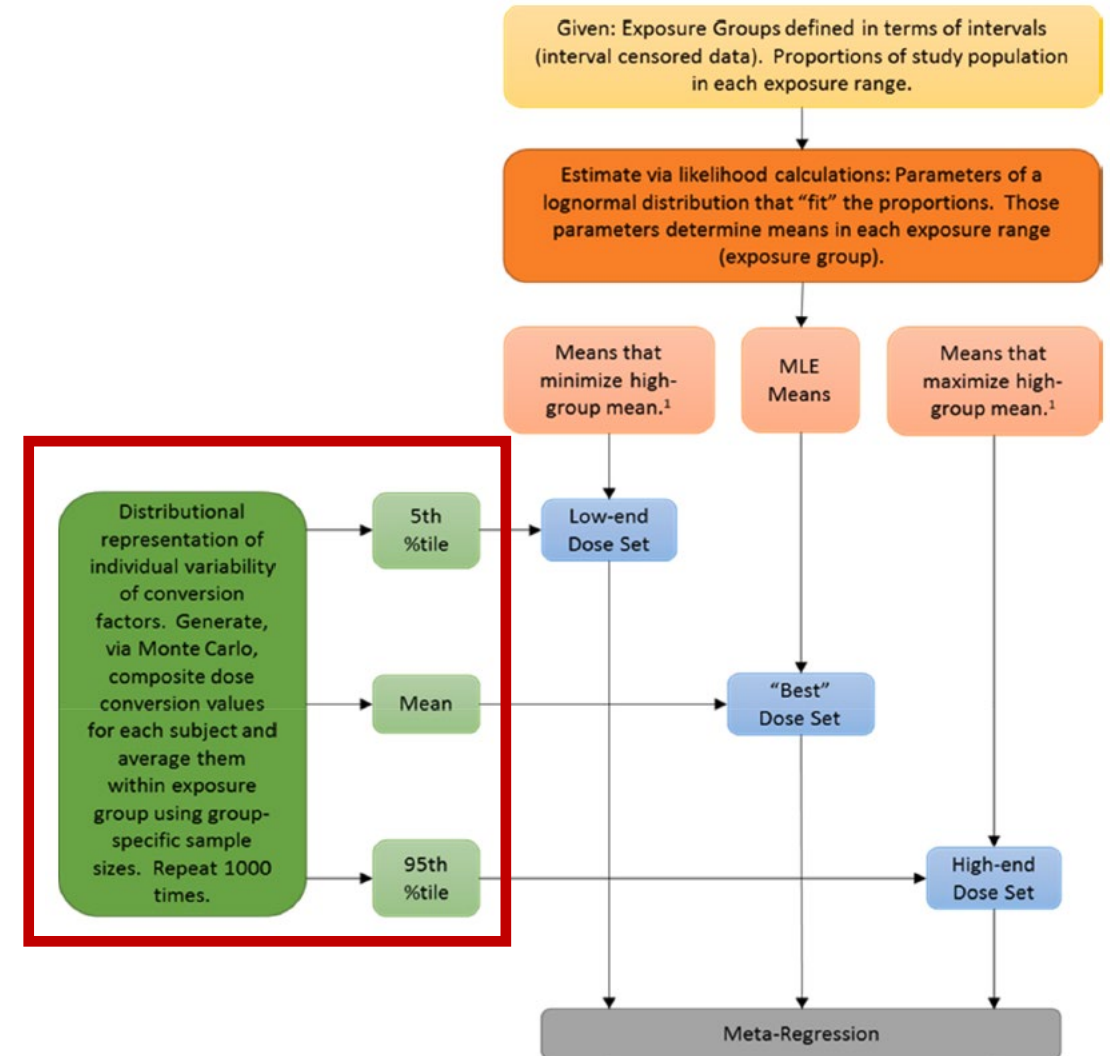 Given: Exposure Groups defined in terms of intervals
(interval censored data).  Proportions of study population
in each exposure range.
Estimate via likelihood calculations: Parameters of a
lognormal distribution that “fit” the proportions.  Those
parameters determine means in each exposure range
(exposure group).
Means that
minimize high-
group mean.¹
MLE
Means
Means that
maximize high-
group mean.¹
Distributional
representation of
individual variability
of conversion
factors.  Generate,
via Monte Carlo,
composite dose
conversion values
for each subject and
average them
within exposure
group using group-
specific sample
sizes.  Repeat 1000
times.
5th
%tile
Low-end
Dose Set
Mean
“Best”
Dose Set
95th
%tile
High-end
Dose Set
Meta-Regression